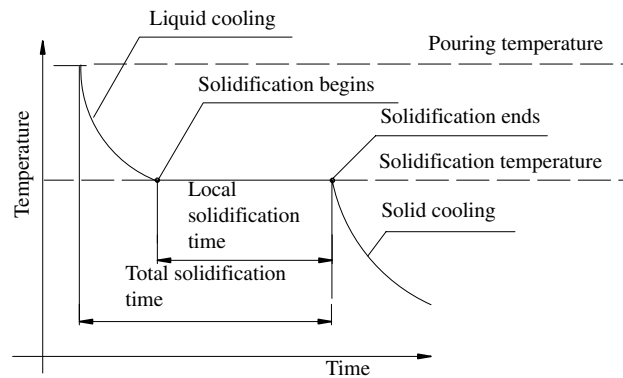 Liquid cooling
Pouring temperature
Solidification begins
Solidification ends
Solidification temperature
Temperature
Local
solidification
time
Solid cooling
Total solidification
time
Time